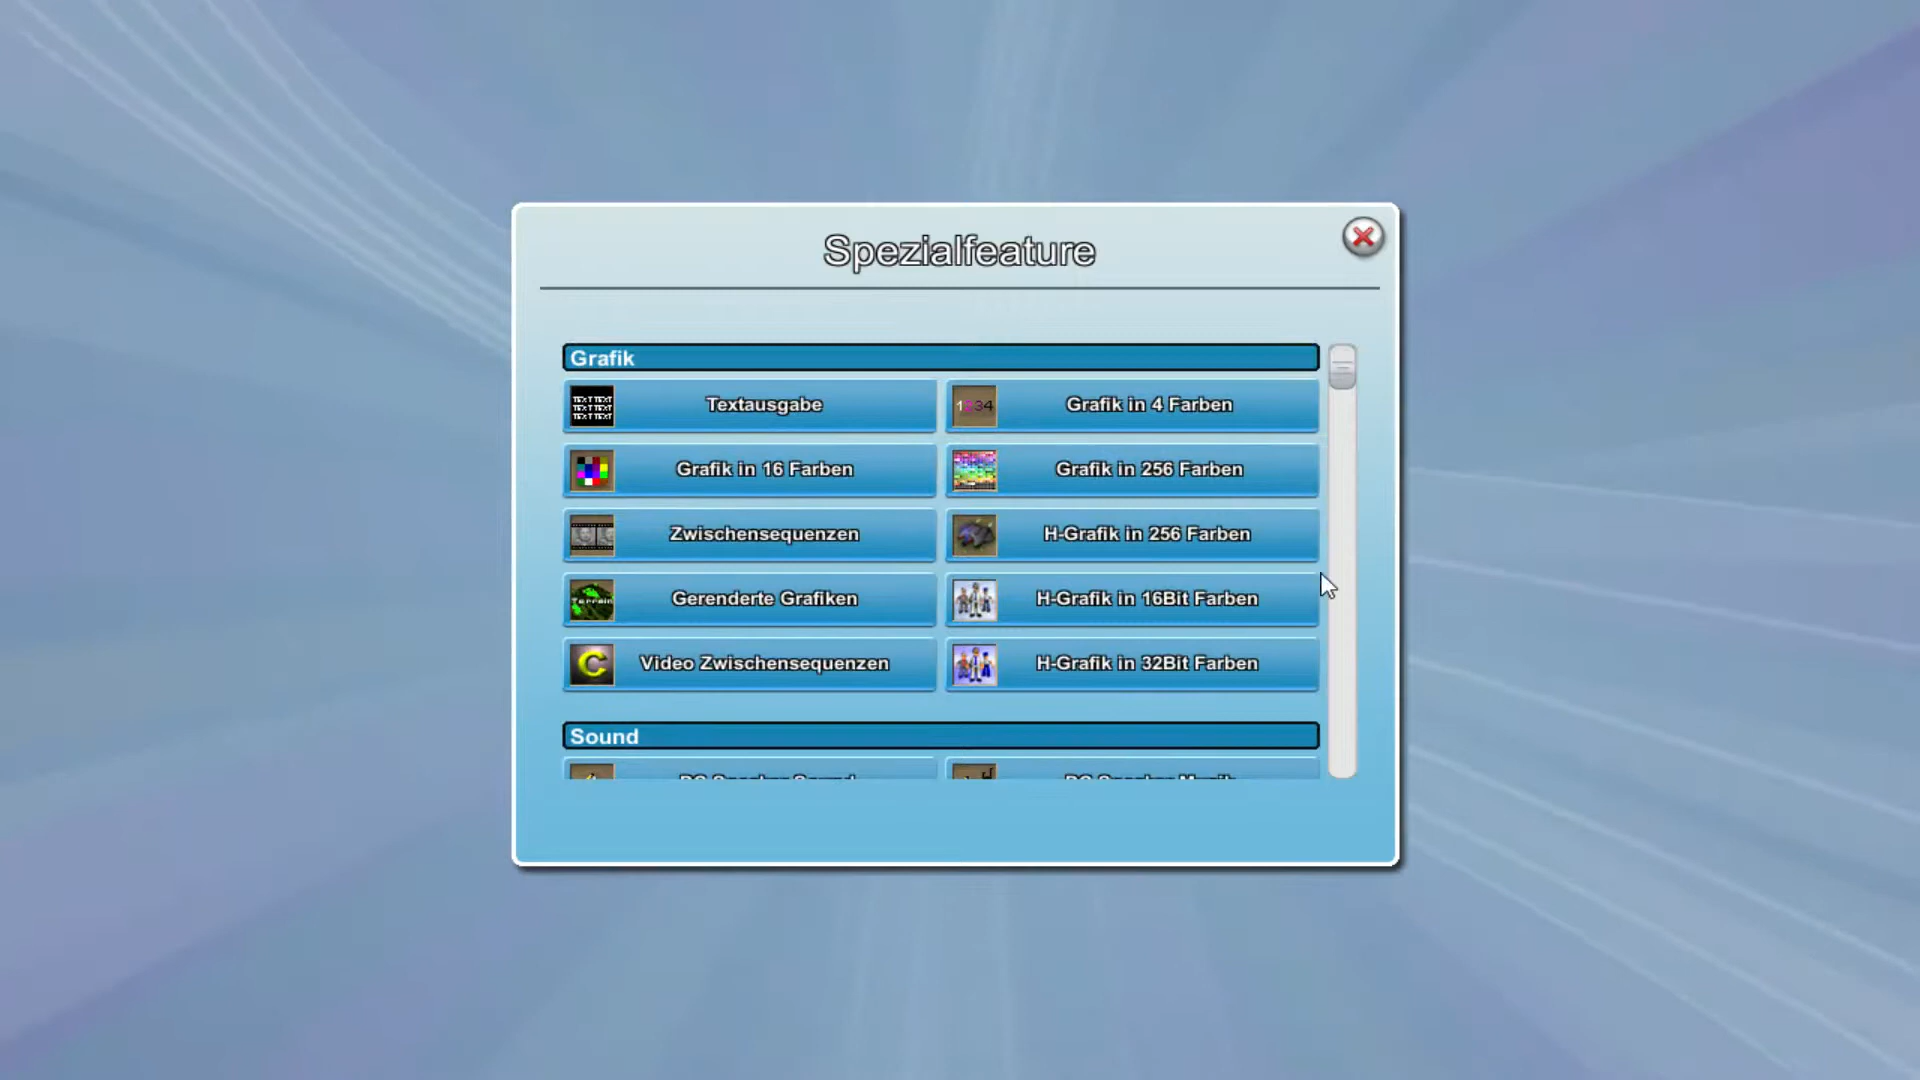 Spezialfeature
Grafik
Textausgabe
Grafik in 4 Farben
Grafik in 16 Farben
Grafik in 256 Farben
Zwischensequenzen
H-Grafik in 256 Farben
Gerenderte Grafiken
H-Grafik in 16Bit Farben
Video Zwischensequenzen
H-Grafik in 32Bit Farben
Sound